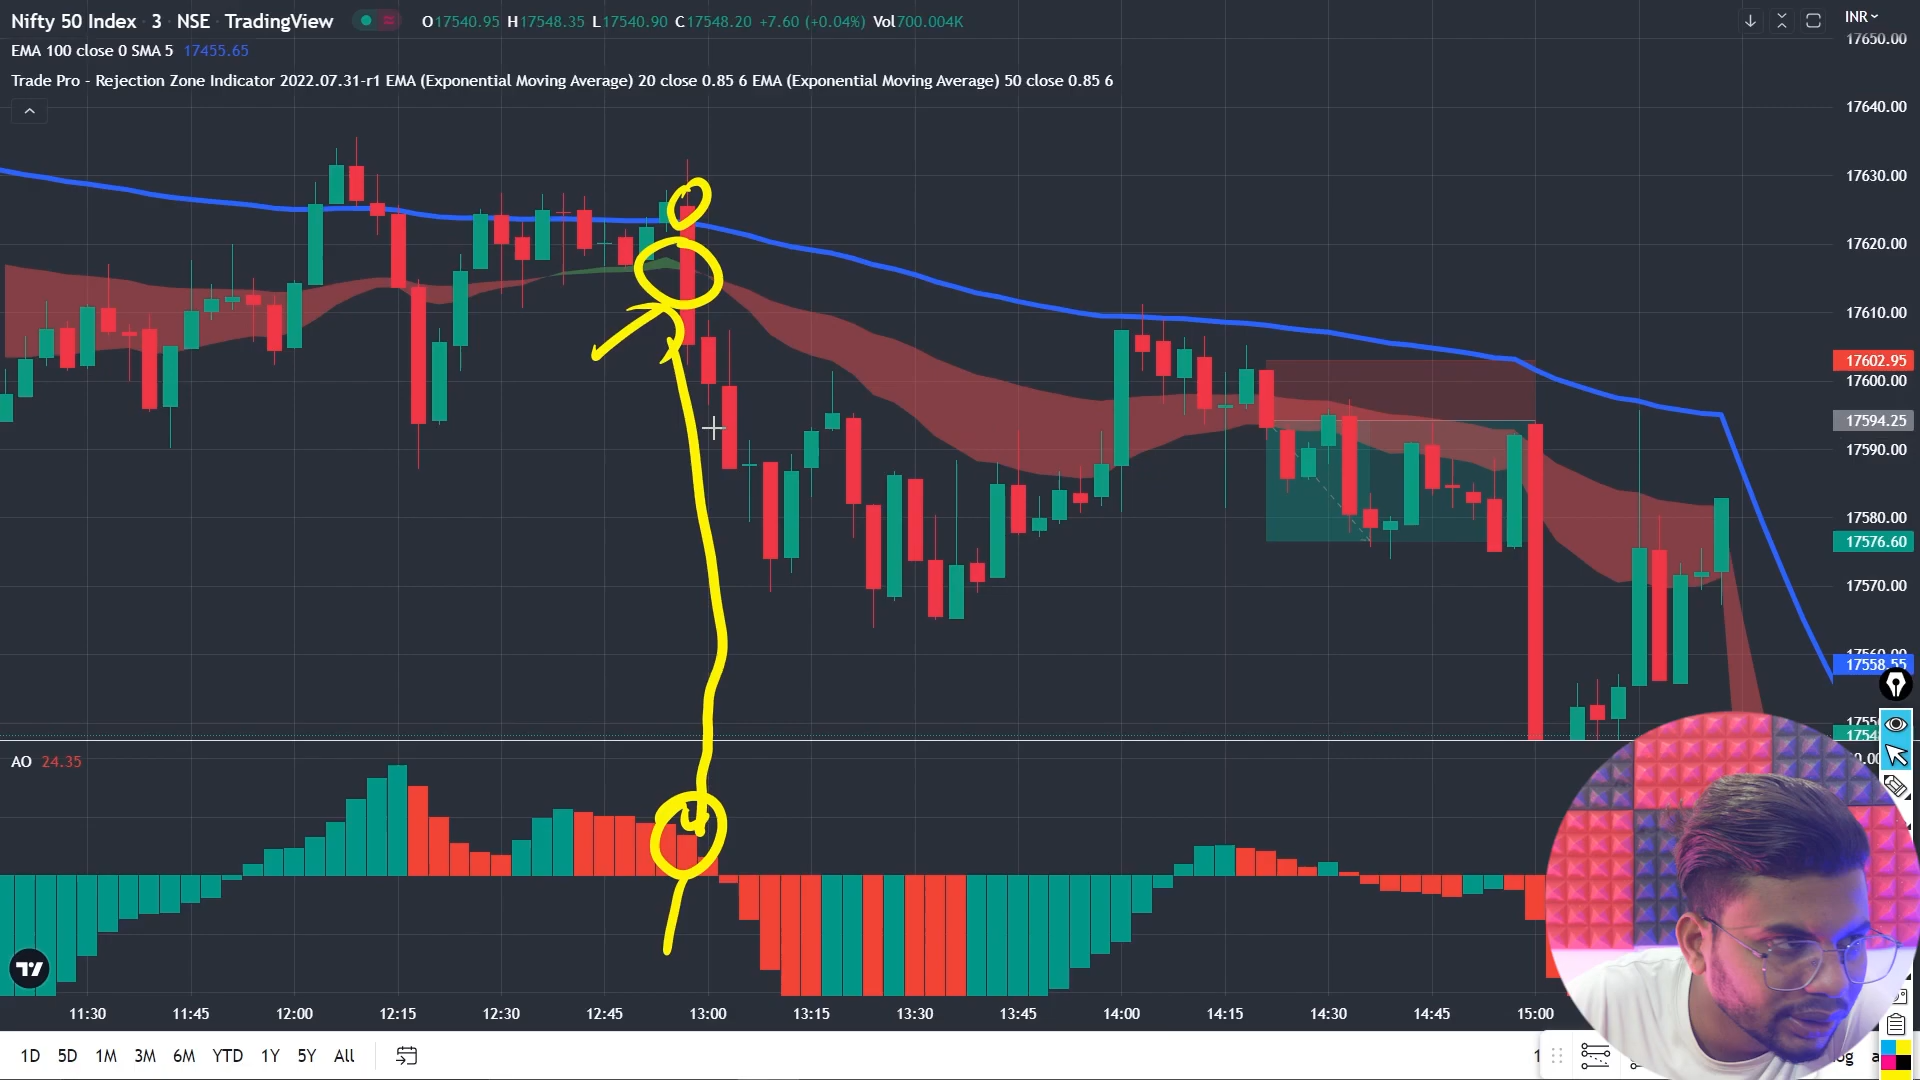 Nifty 50 Index · 3 · NSE · TradingView O17540.95 H17548.35 L17540.90 C17548.20 +7.60 (+0.04%) Vol700.004K
INR
EMA 100 close 0 SMA 5 17455.65
Trade Pro - Rejection Zone Indicator 2022.07.31-r1 EMA (Exponential Moving Average) 20 close 0.85 6 EMA (Exponential Moving Average) 50 close 0.85 6
17650.00
17640.00
17630.00
17620.00
17610.00
17602.95
17600.00
17594.25
17590.00
17580.00
17576.60
17570.00
17560.00
17558.55
AO 24.35
11:30 11:45 12:00 12:15 12:30 12:45 13:00 13:15 13:30 13:45 14:00 14:15 14:30 14:45 15:00
1D 5D 1M 3M 6M YTD 1Y 5Y All